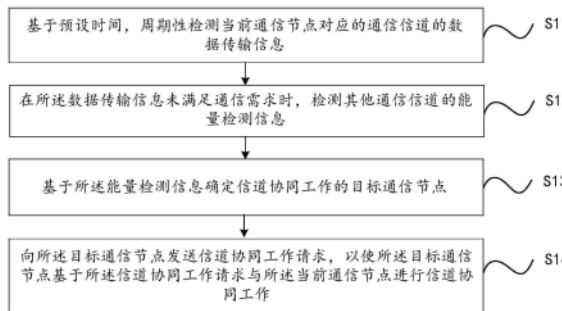 基于预设时间，周期性检测当前通信节点对应的通信信道的数
据传输信息
S1
在所述数据传输信息未满足通信需求时，检测其他通信信道的能
量检测信息
S1
基于所述能量检测信息确定信道协同工作的目标通信节点
S13
向所述目标通信节点发送信道协同工作请求，以使所述目标通信
节点基于所述信道协同工作请求与所述当前通信节点进行信道协
同工作
S1